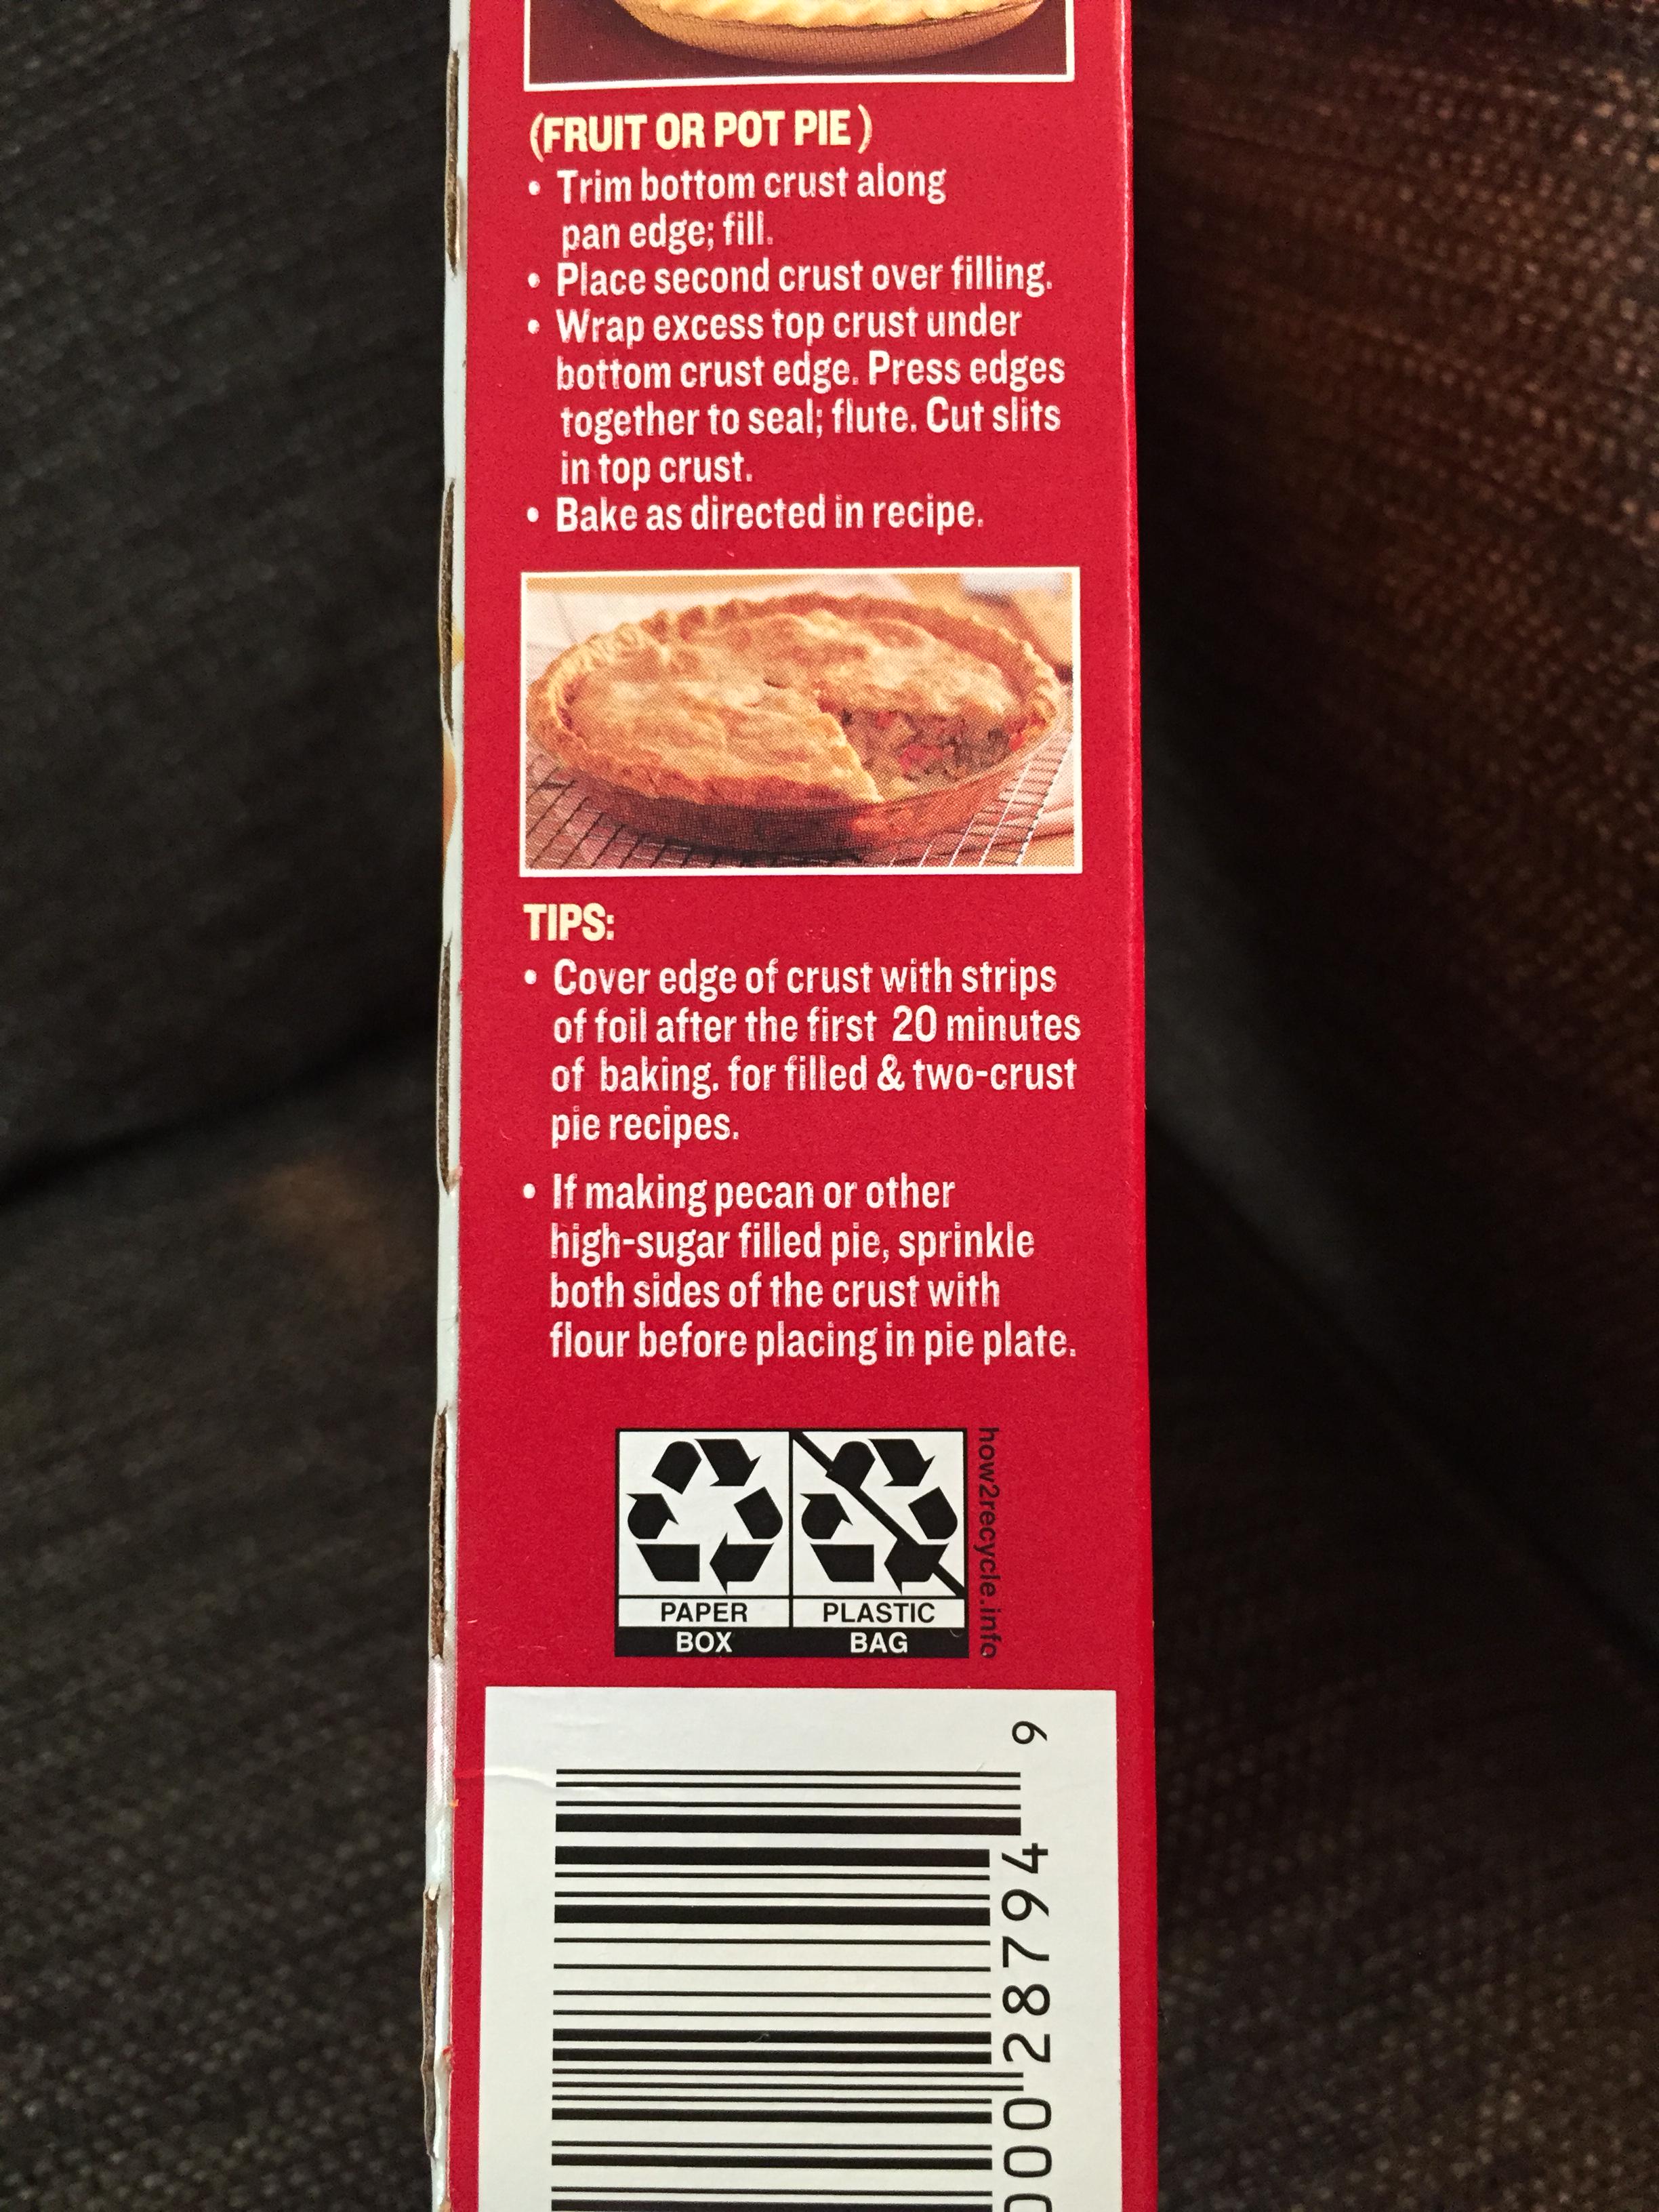 (FRUIT OR POT PIE )
• Trim bottom crust along
pan edge; fill.
• Place second crust over filling.
• Wrap excess top crust under
bottom crust edge. Press edges
together to seal; flute. Cut slits
in top crust.
• Bake as directed in recipe.
TIPS:
• Cover edge of crust with strips
of foil after the first 20 minutes
of baking. for filled & two-crust
pie recipes.
• If making pecan or other
high-sugar filled pie, sprinkle
both sides of the crust with
flour before placing in pie plate.
PAPER
BOX
PLASTIC
BAG
how2recycle.info
9 46782 00